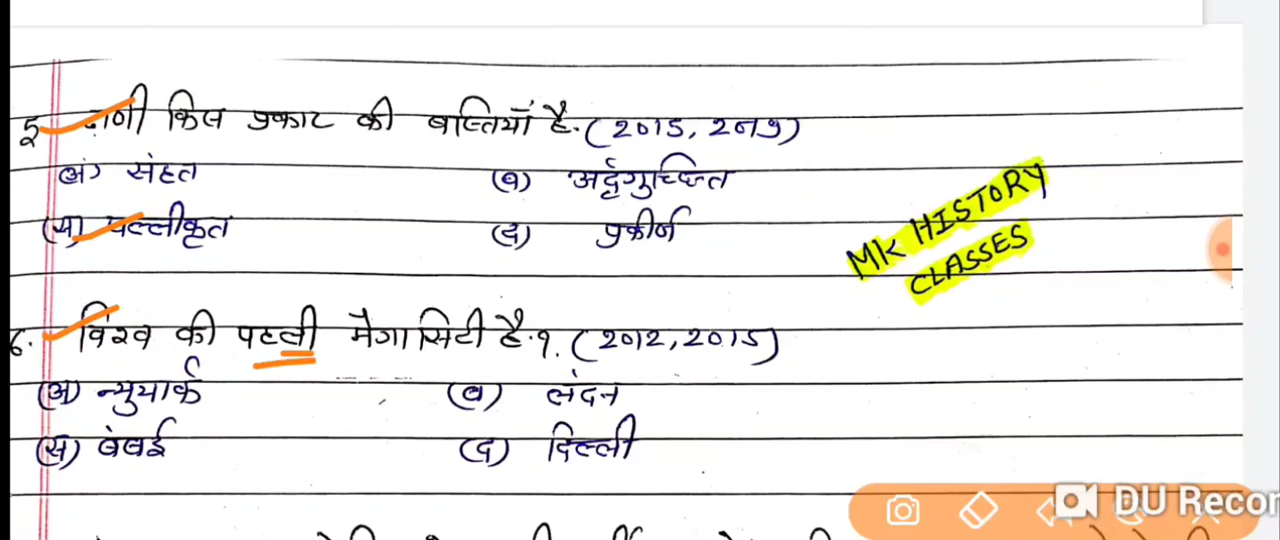 5 ढाणी किस प्रकार की बस्तियाँ है. (2015, 2019)
(अ) संहत (ब) अर्द्धगुच्छित
(स) पल्लीकृत (द) प्रकीर्ण
MK HISTORY
CLASSES
6. विश्व की पहली मेगासिटी है.?. (2012, 2015)
(अ) न्युयार्क (ब) लंदन
(स) बंबई (द) दिल्ली
DU Recor